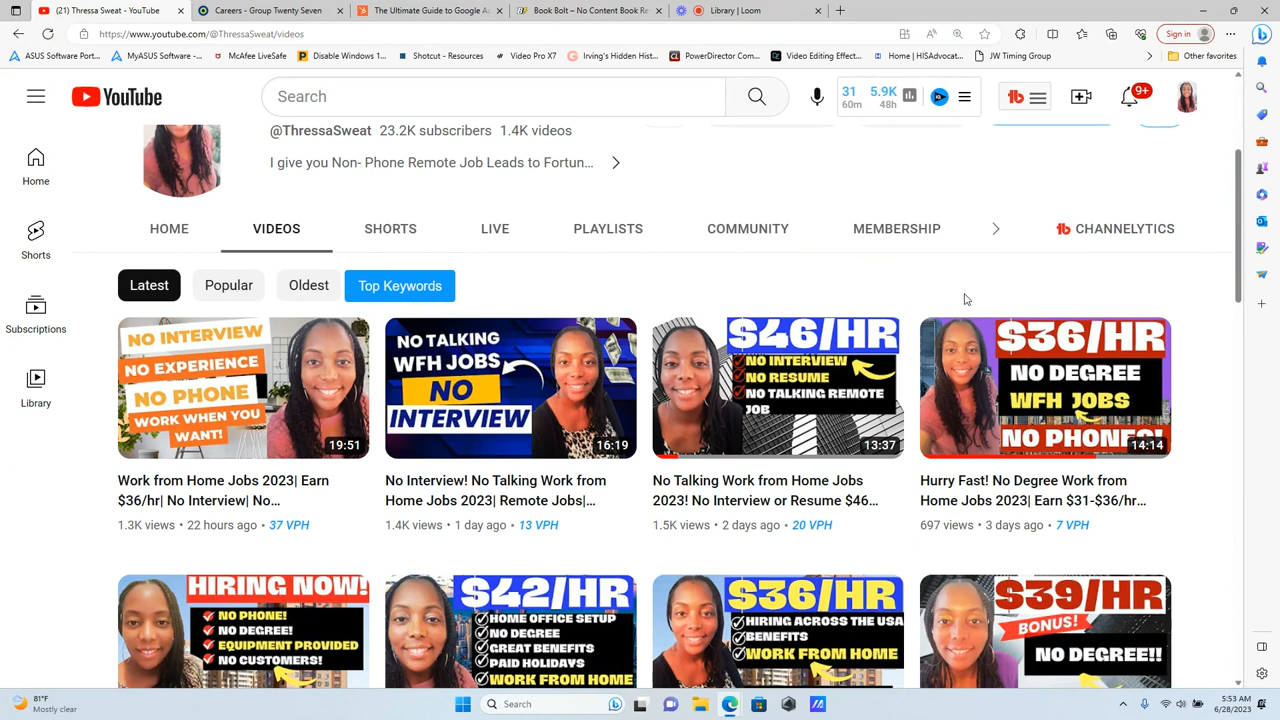 (21) Thressa Sweat - YouTube
Careers - Group Twenty Seven
The Ultimate Guide to Google A
Book Bolt – No Content Book Re
Library | Loom
https://www.youtube.com/@ThressaSweat/videos
Sign in
ASUS Software Port...
MyASUS Software -...
McAfee LiveSafe
Disable Windows 1...
Shotcut - Resources
Video Pro X7
Irving's Hidden Hist...
PowerDirector Com...
Video Editing Effect...
Home | HISAdvocat...
JW Timing Group
Other favorites
YouTube
Search
31 5.9K
60m 48h
9+
@ThressaSweat 23.2K subscribers 1.4K videos
I give you Non- Phone Remote Job Leads to Fortun...
Home
Shorts
Subscriptions
Library
HOME VIDEOS SHORTS LIVE PLAYLISTS COMMUNITY MEMBERSHIP CHANNELYTICS
Latest Popular Oldest Top Keywords
NO INTERVIEW
NO EXPERIENCE
NO PHONE
WORK WHEN YOU
WANT!
19:51
NO TALKING
WFH JOBS
NO
INTERVIEW
16:19
$46/HR
NO INTERVIEW
NO RESUME
NO TALKING REMOTE
JOB
13:37
$36/HR
NO DEGREE
WFH JOBS
NO PHONES!
14:14
Work from Home Jobs 2023| Earn
$36/hr| No Interview| No...
1.3K views • 22 hours ago • 37 VPH
No Interview! No Talking Work from
Home Jobs 2023| Remote Jobs|...
1.4K views • 1 day ago • 13 VPH
No Talking Work from Home Jobs
2023! No Interview or Resume $46...
1.5K views • 2 days ago • 20 VPH
Hurry Fast! No Degree Work from
Home Jobs 2023| Earn $31-$36/hr...
697 views • 3 days ago • 7 VPH
HIRING NOW!
NO PHONE!
NO DEGREE!
EQUIPMENT PROVIDED
NO CUSTOMERS!
$42/HR
HOME OFFICE SETUP
NO DEGREE
GREAT BENEFITS
PAID HOLIDAYS
WORK FROM HOME
$36/HR
HIRING ACROSS THE USA
BENEFITS
WORK FROM HOME
$39/HR
BONUS!
NO DEGREE!!
81°F
Mostly clear
Search
5:53 AM
6/28/2023